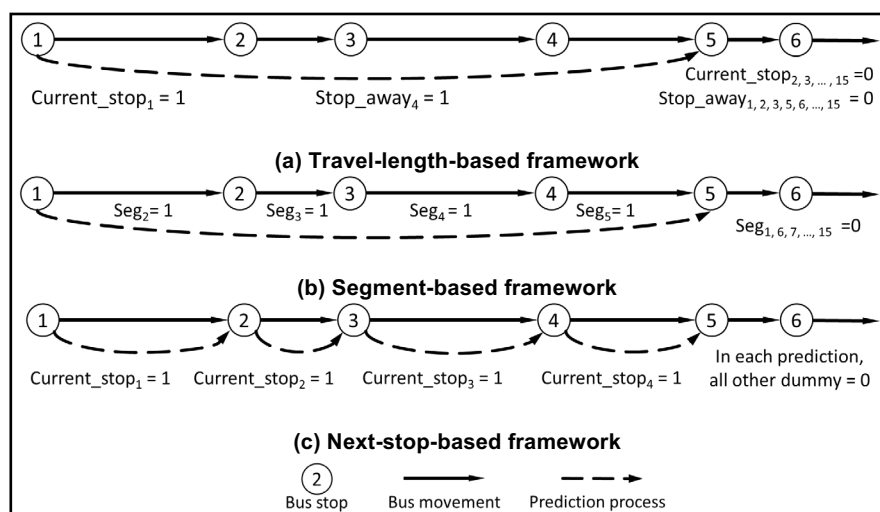 1 2 3 4 5 6
Current_stop₁ = 1 Stop_away₄ = 1 Current_stop₂, ₃, ..., ₁₅ =0
Stop_away₁, ₂, ₃, ₅, ₆, ..., ₁₅ = 0
(a) Travel-length-based framework
1 2 3 4 5 6
Seg₂= 1 Seg₃= 1 Seg₄= 1 Seg₅= 1
Seg₁, ₆, ₇, ..., ₁₅ =0
(b) Segment-based framework
1 2 3 4 5 6
Current_stop₁ = 1 Current_stop₂ = 1 Current_stop₃ = 1 Current_stop₄ = 1 In each prediction,
all other dummy = 0
(c) Next-stop-based framework
2
Bus stop Bus movement Prediction process